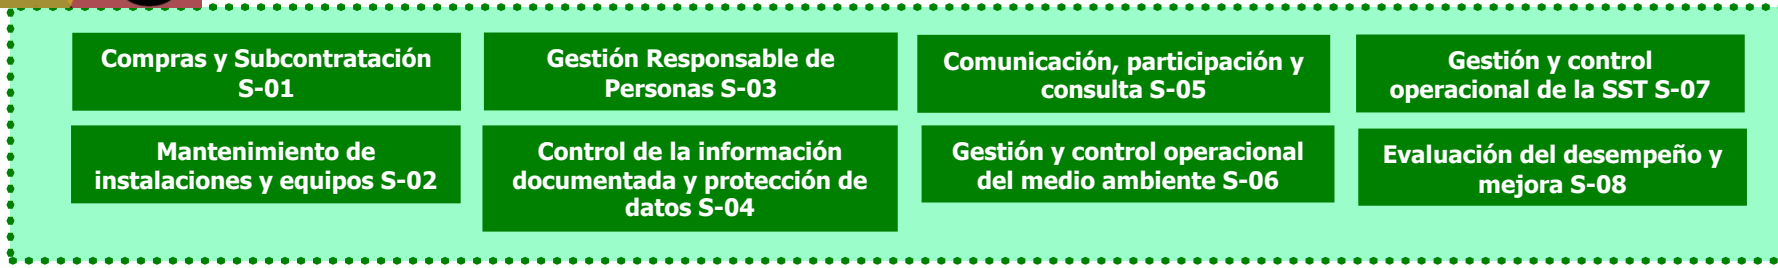 Compras y Subcontratación
S-01
Gestión Responsable de
Personas S-03
Comunicación, participación y
consulta S-05
Gestión y control
operacional de la SST S-07
Mantenimiento de
instalaciones y equipos S-02
Control de la información
documentada y protección de
datos S-04
Gestión y control operacional
del medio ambiente S-06
Evaluación del desempeño y
mejora S-08